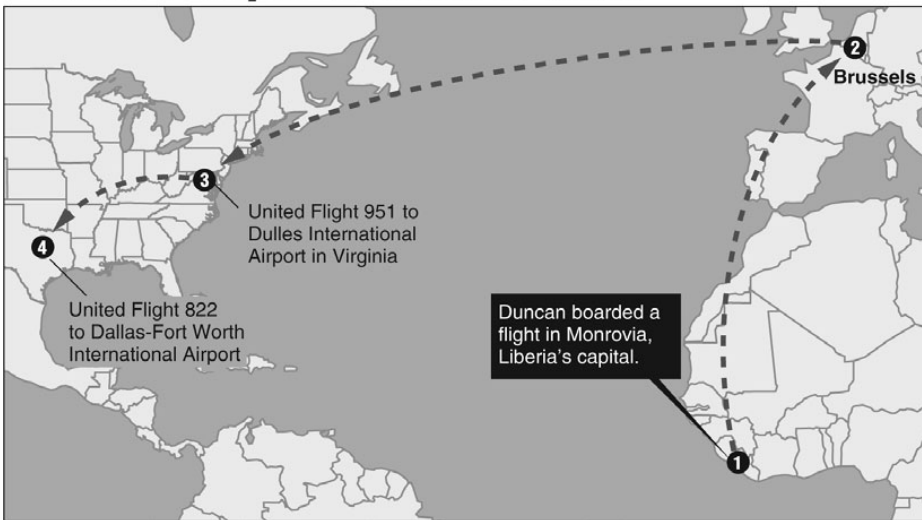 2
Brussels
3
United Flight 951 to
Dulles International
Airport in Virginia
4
United Flight 822
to Dallas-Fort Worth
International Airport
Duncan boarded a
flight in Monrovia,
Liberia’s capital.
1